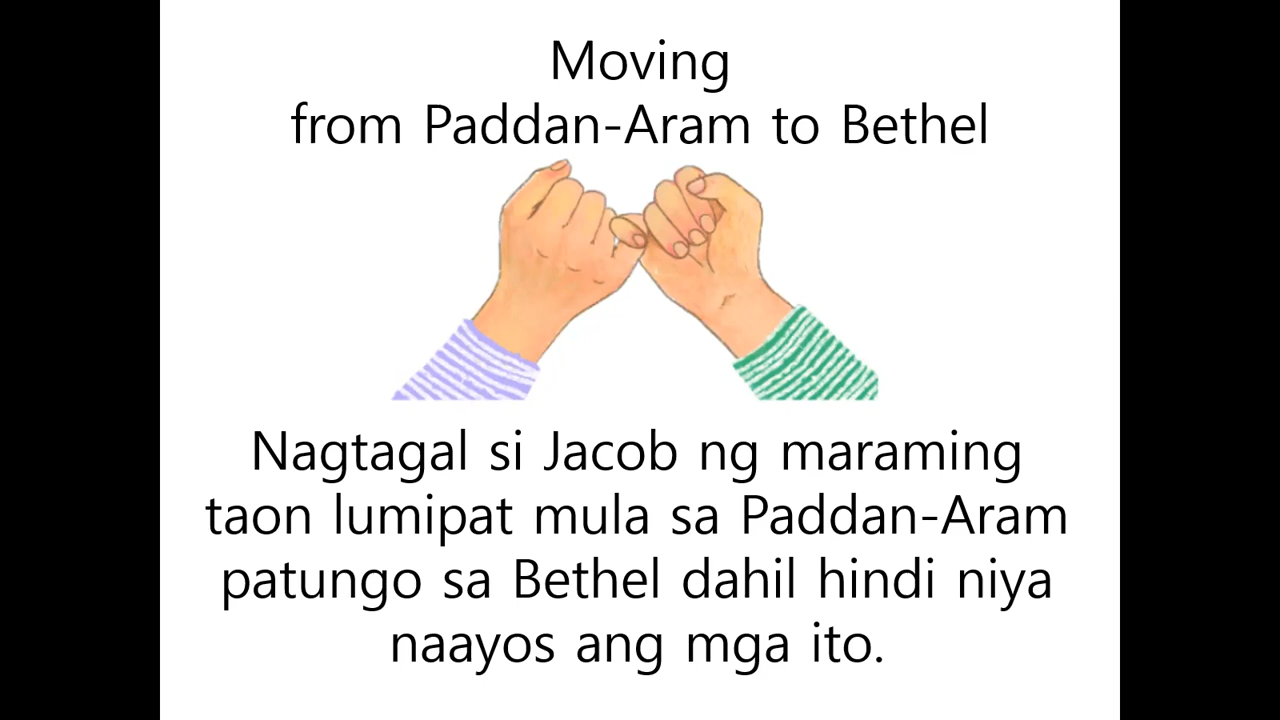 Moving
from Paddan-Aram to Bethel
Nagtagal si Jacob ng maraming
taon lumipat mula sa Paddan-Aram
patungo sa Bethel dahil hindi niya
naayos ang mga ito.